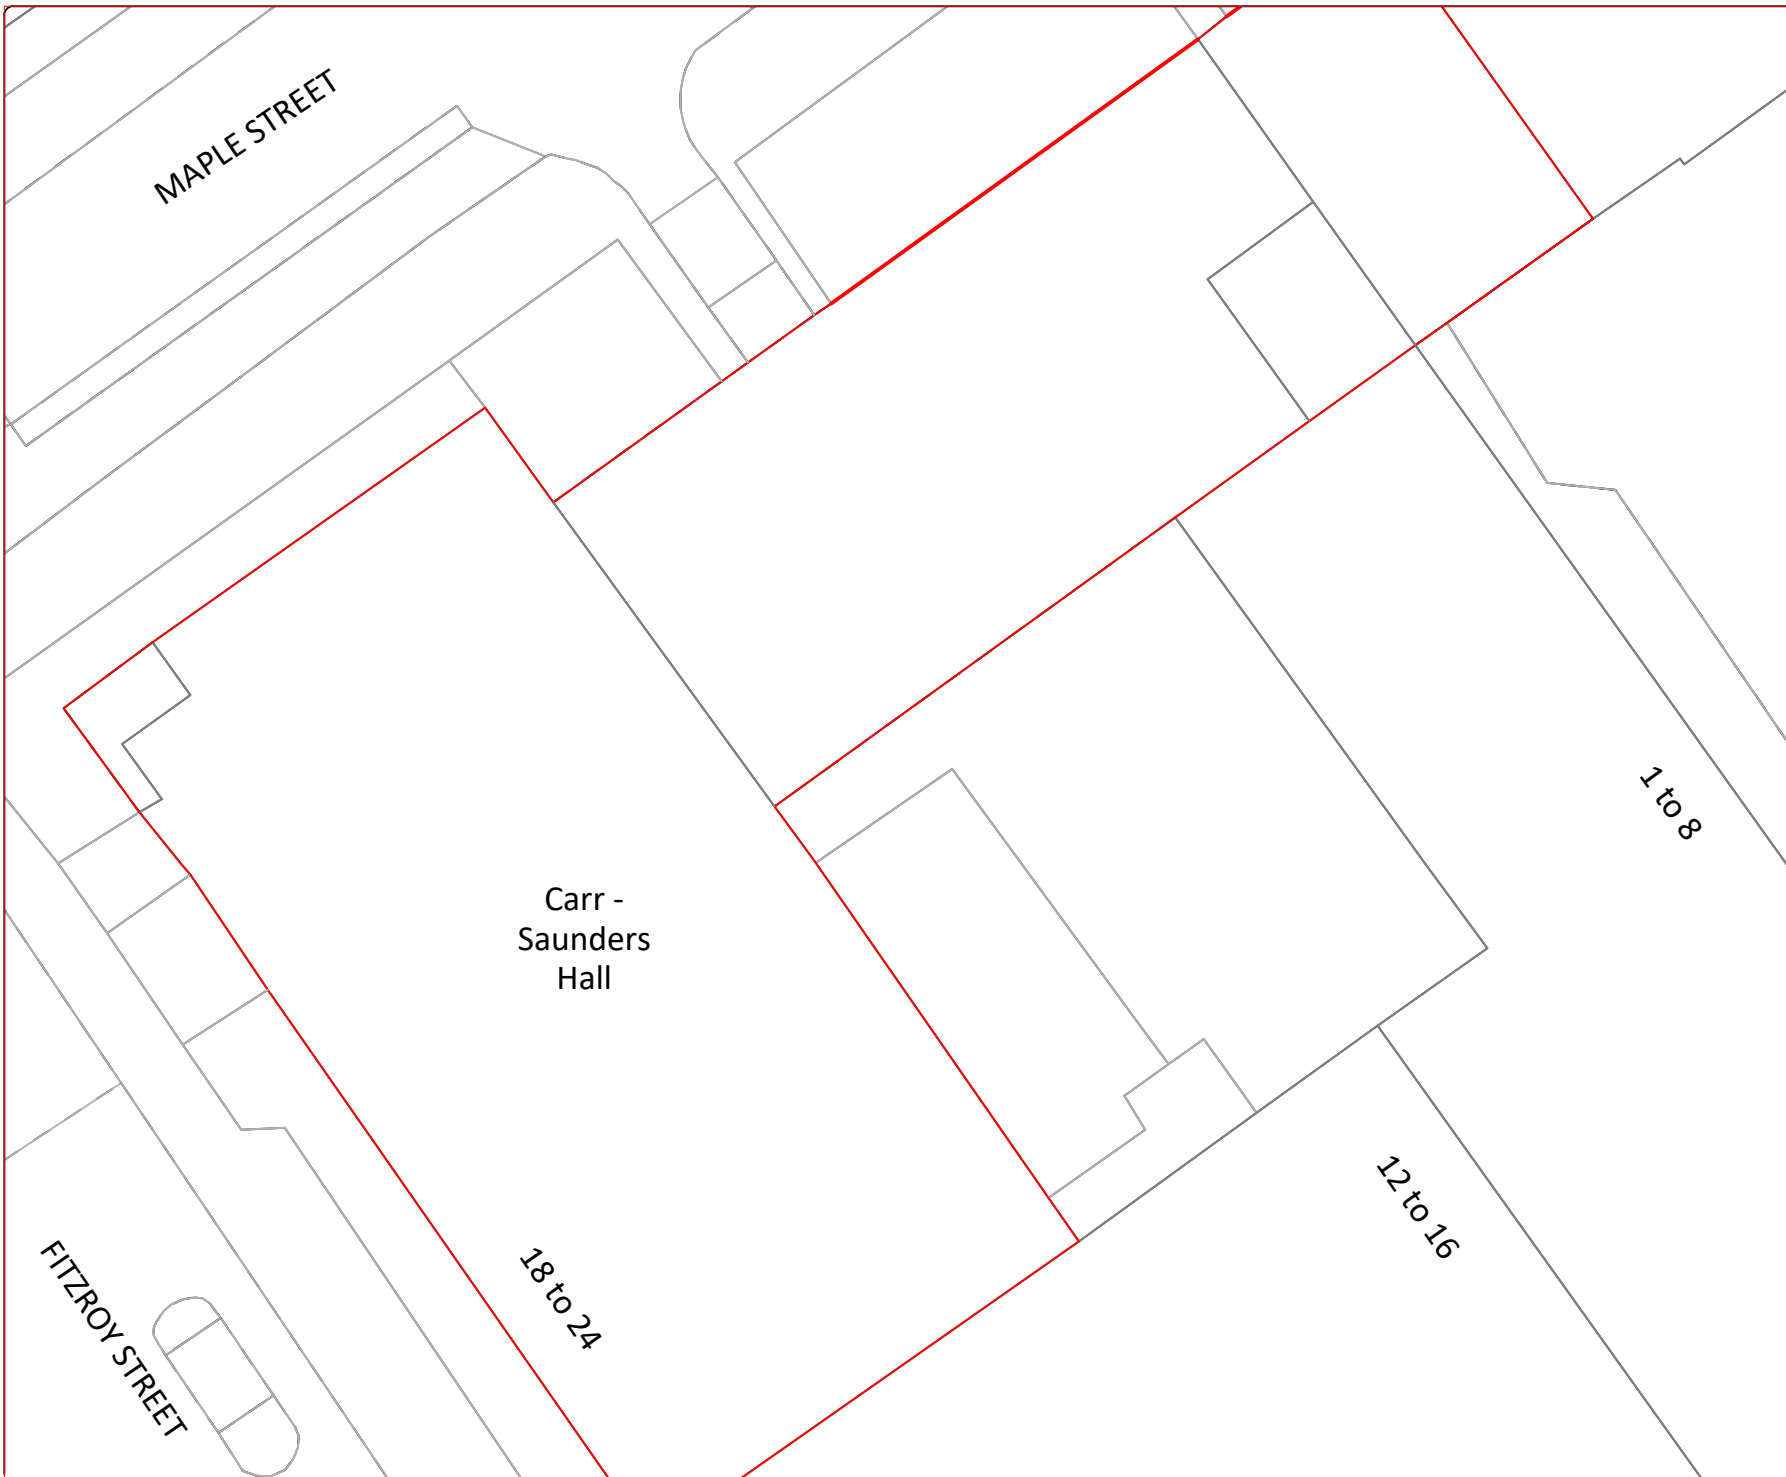 MAPLE STREET
1 to 8
Carr -
Saunders
Hall
12 to 16
18 to 24
FITZROY STREET